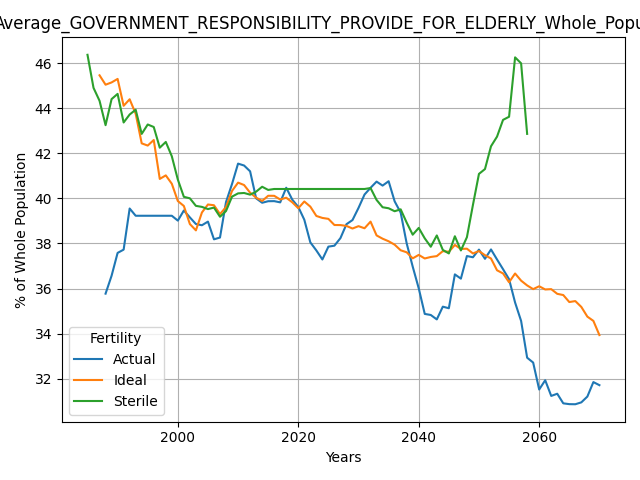 Average_GOVERNMENT_RESPONSIBILITY_PROVIDE_FOR_ELDERLY_Whole_Popu
46
44
42
40
38
36
34
32
% of Whole Population
Fertility
Actual
Ideal
Sterile
2000 2020 2040 2060
Years